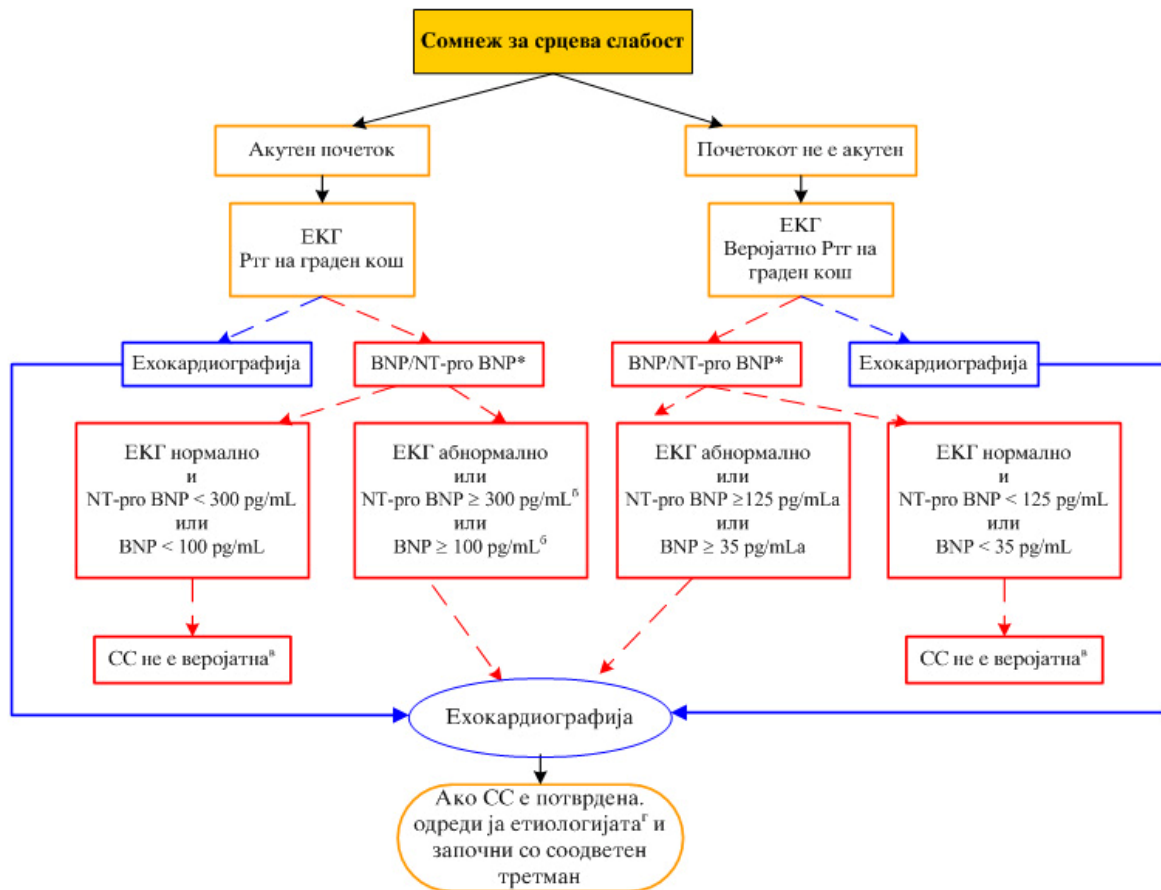 Сомнеж за срцева слабост
Акутен почеток
Почетокот не е акутен
ЕКГ
Ртг на граден кош
ЕКГ
Веројатно Ртг на
граден кош
Ехокардиографија
BNP/NT-pro BNP*
BNP/NT-pro BNP*
Ехокардиографија
ЕКГ нормално
и
NT-pro BNP < 300 pg/mL
или
BNP < 100 pg/mL
ЕКГ абнормално
или
NT-pro BNP ≥ 300 pg/mLб
или
BNP ≥ 100 pg/mLб
ЕКГ абнормално
или
NT-pro BNP ≥125 pg/mLa
или
BNP ≥ 35 pg/mLa
ЕКГ нормално
и
NT-pro BNP < 125 pg/mL
или
BNP < 35 pg/mL
СС не е веројатнав
СС не е веројатнав
Ехокардиографија
Ако СС е потврдена.
одреди ја етиологијатаг и
започни со соодветен
третман